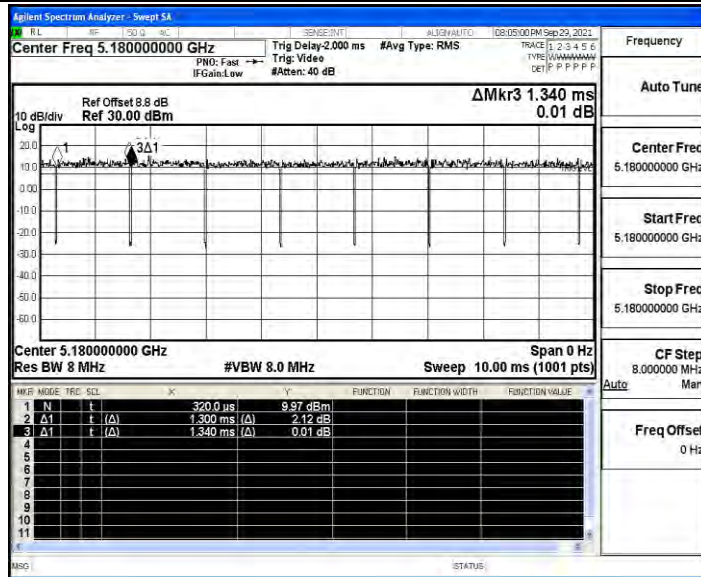 Agilent Spectrum Analyzer - Swept SA
RL RF 50 Ω AC SENSE:INT ALIGNAUTO 08:05:00 PM Sep 29, 2021
Center Freq 5.180000000 GHz
PNO: Fast
IFGain:Low
Trig Delay-2.000 ms
Trig: Video
#Atten: 40 dB
#Avg Type: RMS
TRACE 1 2 3 4 5 6
TYPE WWWWWW
DET P P P P P P
ΔMkr3 1.340 ms
0.01 dB
Ref Offset 8.8 dB
10 dB/div Ref 30.00 dBm
Log
20.0
10.0
0.00
-10.0
-20.0
-30.0
-40.0
-50.0
-60.0
1
3Δ1
TRIG LVL
Center 5.180000000 GHz Span 0 Hz
Res BW 8 MHz #VBW 8.0 MHz Sweep 10.00 ms (1001 pts)
MKR MODE TRC SCL X Y FUNCTION FUNCTION WIDTH FUNCTION VALUE
1 N t 320.0 us 9.97 dBm
2 Δ1 t (Δ) 1.300 ms (Δ) 2.12 dB
3 Δ1 t (Δ) 1.340 ms (Δ) 0.01 dB
4
5
6
7
8
9
10
11
MSG STATUS
Frequency
Auto Tune
Center Freq
5.180000000 GHz
Start Freq
5.180000000 GHz
Stop Freq
5.180000000 GHz
CF Step
8.000000 MHz
Auto Man
Freq Offset
0 Hz